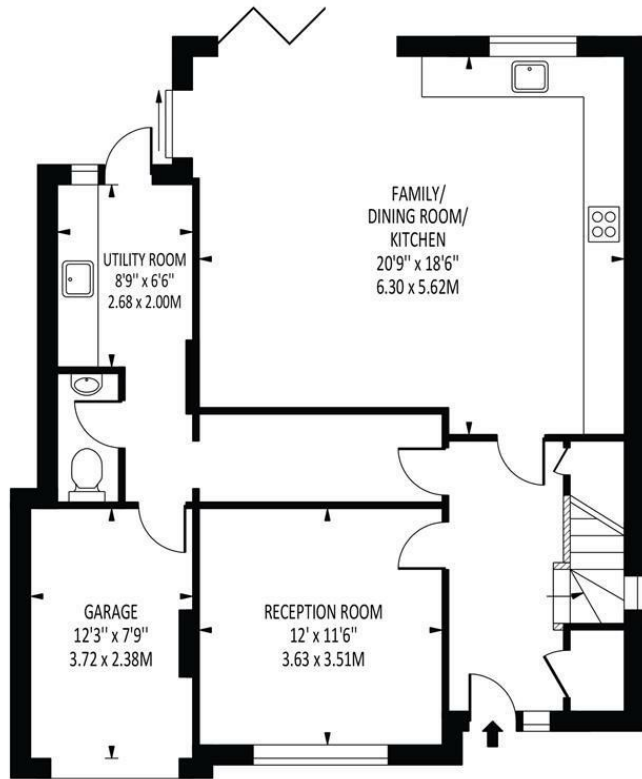 FAMILY/
DINING ROOM/
KITCHEN
20'9" x 18'6"
6.30 x 5.62M
UTILITY ROOM
8'9" x 6'6"
2.68 x 2.00M
GARAGE
12'3" x 7'9"
3.72 x 2.38M
RECEPTION ROOM
12' x 11'6"
3.63 x 3.51M